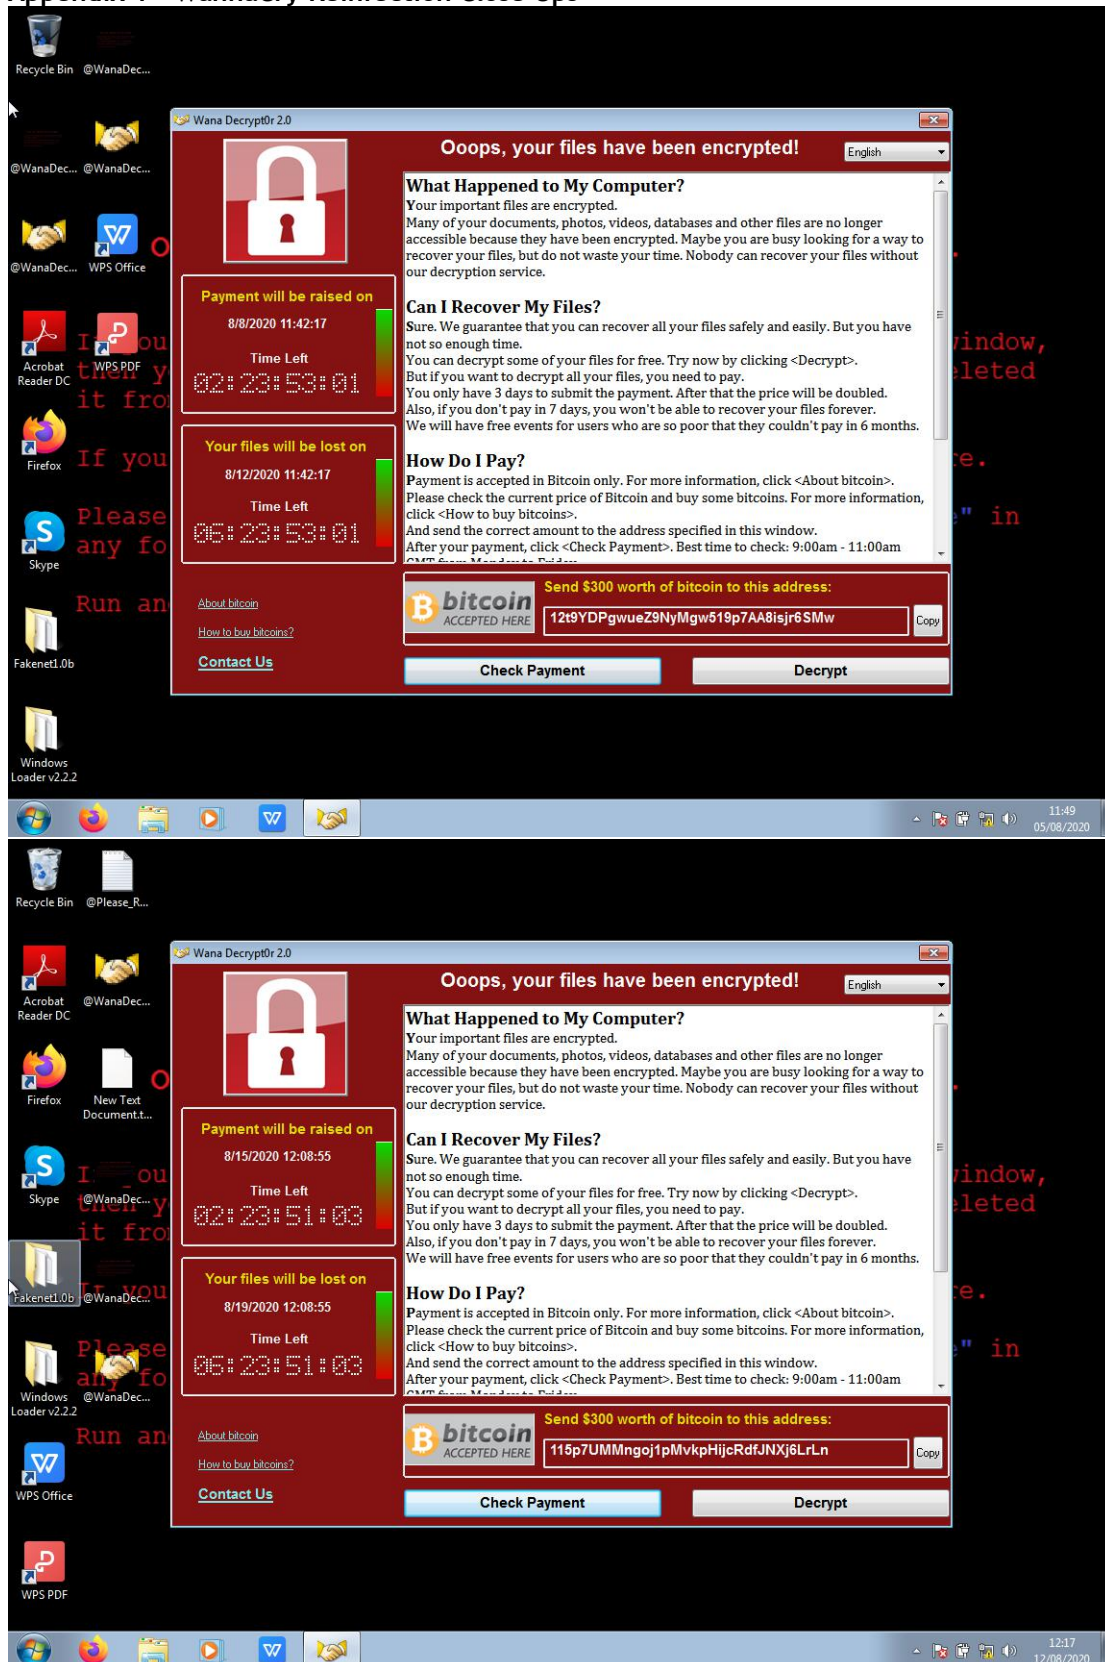 Recycle Bin @WanaDec...
@WanaDec... @WanaDec...
@WanaDec... WPS Office
Acrobat Reader DC
WPS PDF
Firefox
Skype
Fakenet1.0b
Windows Loader v2.2.2
If you
then y
it from
If you
Please
any fo
Run an
window,
deleted
" in
Wana Decrypt0r 2.0
Ooops, your files have been encrypted!
English
What Happened to My Computer?
Your important files are encrypted.
Many of your documents, photos, videos, databases and other files are no longer
accessible because they have been encrypted. Maybe you are busy looking for a way to
recover your files, but do not waste your time. Nobody can recover your files without
our decryption service.
Can I Recover My Files?
Sure. We guarantee that you can recover all your files safely and easily. But you have
not so enough time.
You can decrypt some of your files for free. Try now by clicking <Decrypt>.
But if you want to decrypt all your files, you need to pay.
You only have 3 days to submit the payment. After that the price will be doubled.
Also, if you don't pay in 7 days, you won't be able to recover your files forever.
We will have free events for users who are so poor that they couldn't pay in 6 months.
How Do I Pay?
Payment is accepted in Bitcoin only. For more information, click <About bitcoin>.
Please check the current price of Bitcoin and buy some bitcoins. For more information,
click <How to buy bitcoins>.
And send the correct amount to the address specified in this window.
After your payment, click <Check Payment>. Best time to check: 9:00am - 11:00am
Payment will be raised on
8/8/2020 11:42:17
Time Left
02:23:53:01
Your files will be lost on
8/12/2020 11:42:17
Time Left
06:23:53:01
About bitcoin
How to buy bitcoins?
Contact Us
bitcoin
ACCEPTED HERE
Send $300 worth of bitcoin to this address:
12t9YDPgwueZ9NyMgw519p7AA8isjr6SMw
Copy
Check Payment
Decrypt
11:49
05/08/2020
Recycle Bin @Please_R...
Acrobat Reader DC
@WanaDec...
Firefox
New Text Document.t...
Skype @WanaDec...
Fakenet1.0b @WanaDec...
Windows Loader v2.2.2
@WanaDec...
WPS Office
WPS PDF
then y
it from
Please
any fo
Run an
window,
deleted
" in
Wana Decrypt0r 2.0
Ooops, your files have been encrypted!
English
What Happened to My Computer?
Your important files are encrypted.
Many of your documents, photos, videos, databases and other files are no longer
accessible because they have been encrypted. Maybe you are busy looking for a way to
recover your files, but do not waste your time. Nobody can recover your files without
our decryption service.
Can I Recover My Files?
Sure. We guarantee that you can recover all your files safely and easily. But you have
not so enough time.
You can decrypt some of your files for free. Try now by clicking <Decrypt>.
But if you want to decrypt all your files, you need to pay.
You only have 3 days to submit the payment. After that the price will be doubled.
Also, if you don't pay in 7 days, you won't be able to recover your files forever.
We will have free events for users who are so poor that they couldn't pay in 6 months.
How Do I Pay?
Payment is accepted in Bitcoin only. For more information, click <About bitcoin>.
Please check the current price of Bitcoin and buy some bitcoins. For more information,
click <How to buy bitcoins>.
And send the correct amount to the address specified in this window.
After your payment, click <Check Payment>. Best time to check: 9:00am - 11:00am
Payment will be raised on
8/15/2020 12:08:55
Time Left
02:23:51:03
Your files will be lost on
8/19/2020 12:08:55
Time Left
06:23:51:03
About bitcoin
How to buy bitcoins?
Contact Us
bitcoin
ACCEPTED HERE
Send $300 worth of bitcoin to this address:
115p7UMMngoj1pMvkpHijcRdfJNXj6LrLn
Copy
Check Payment
Decrypt
12:17
12/08/2020